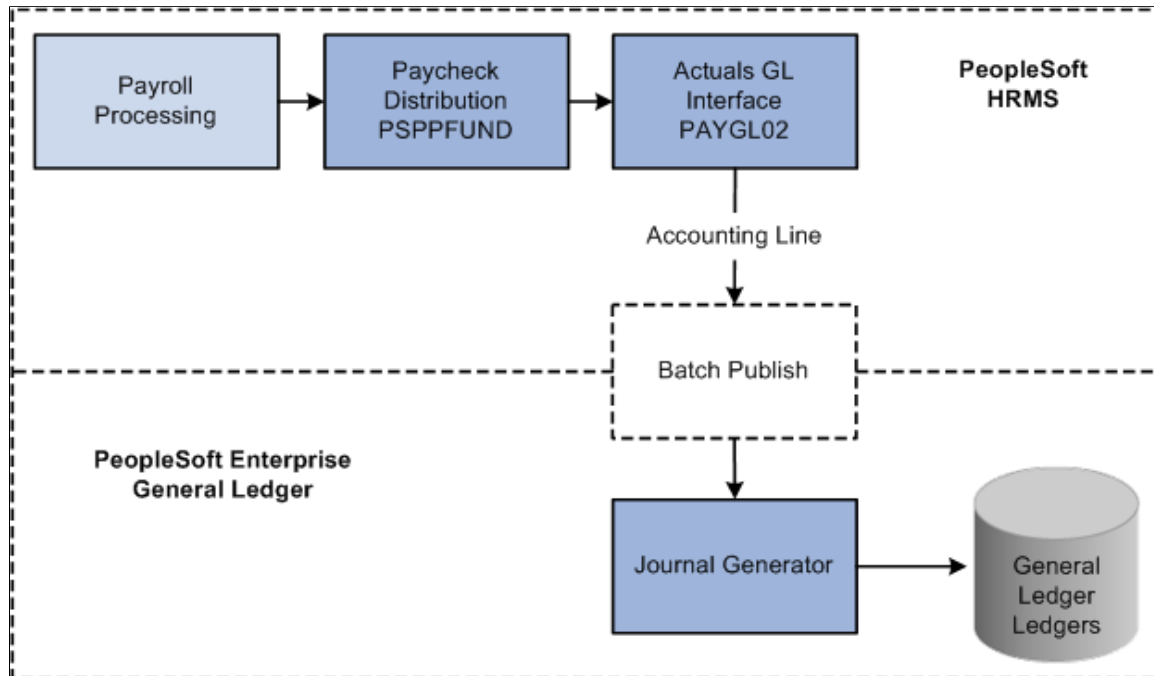 Payroll
Processing
Paycheck
Distribution
PSPPFUND
Actuals GL
Interface
PAYGL02
PeopleSoft
HRMS
Accounting Line
Batch Publish
PeopleSoft Enterprise
General Ledger
Journal Generator
General
Ledger
Ledgers